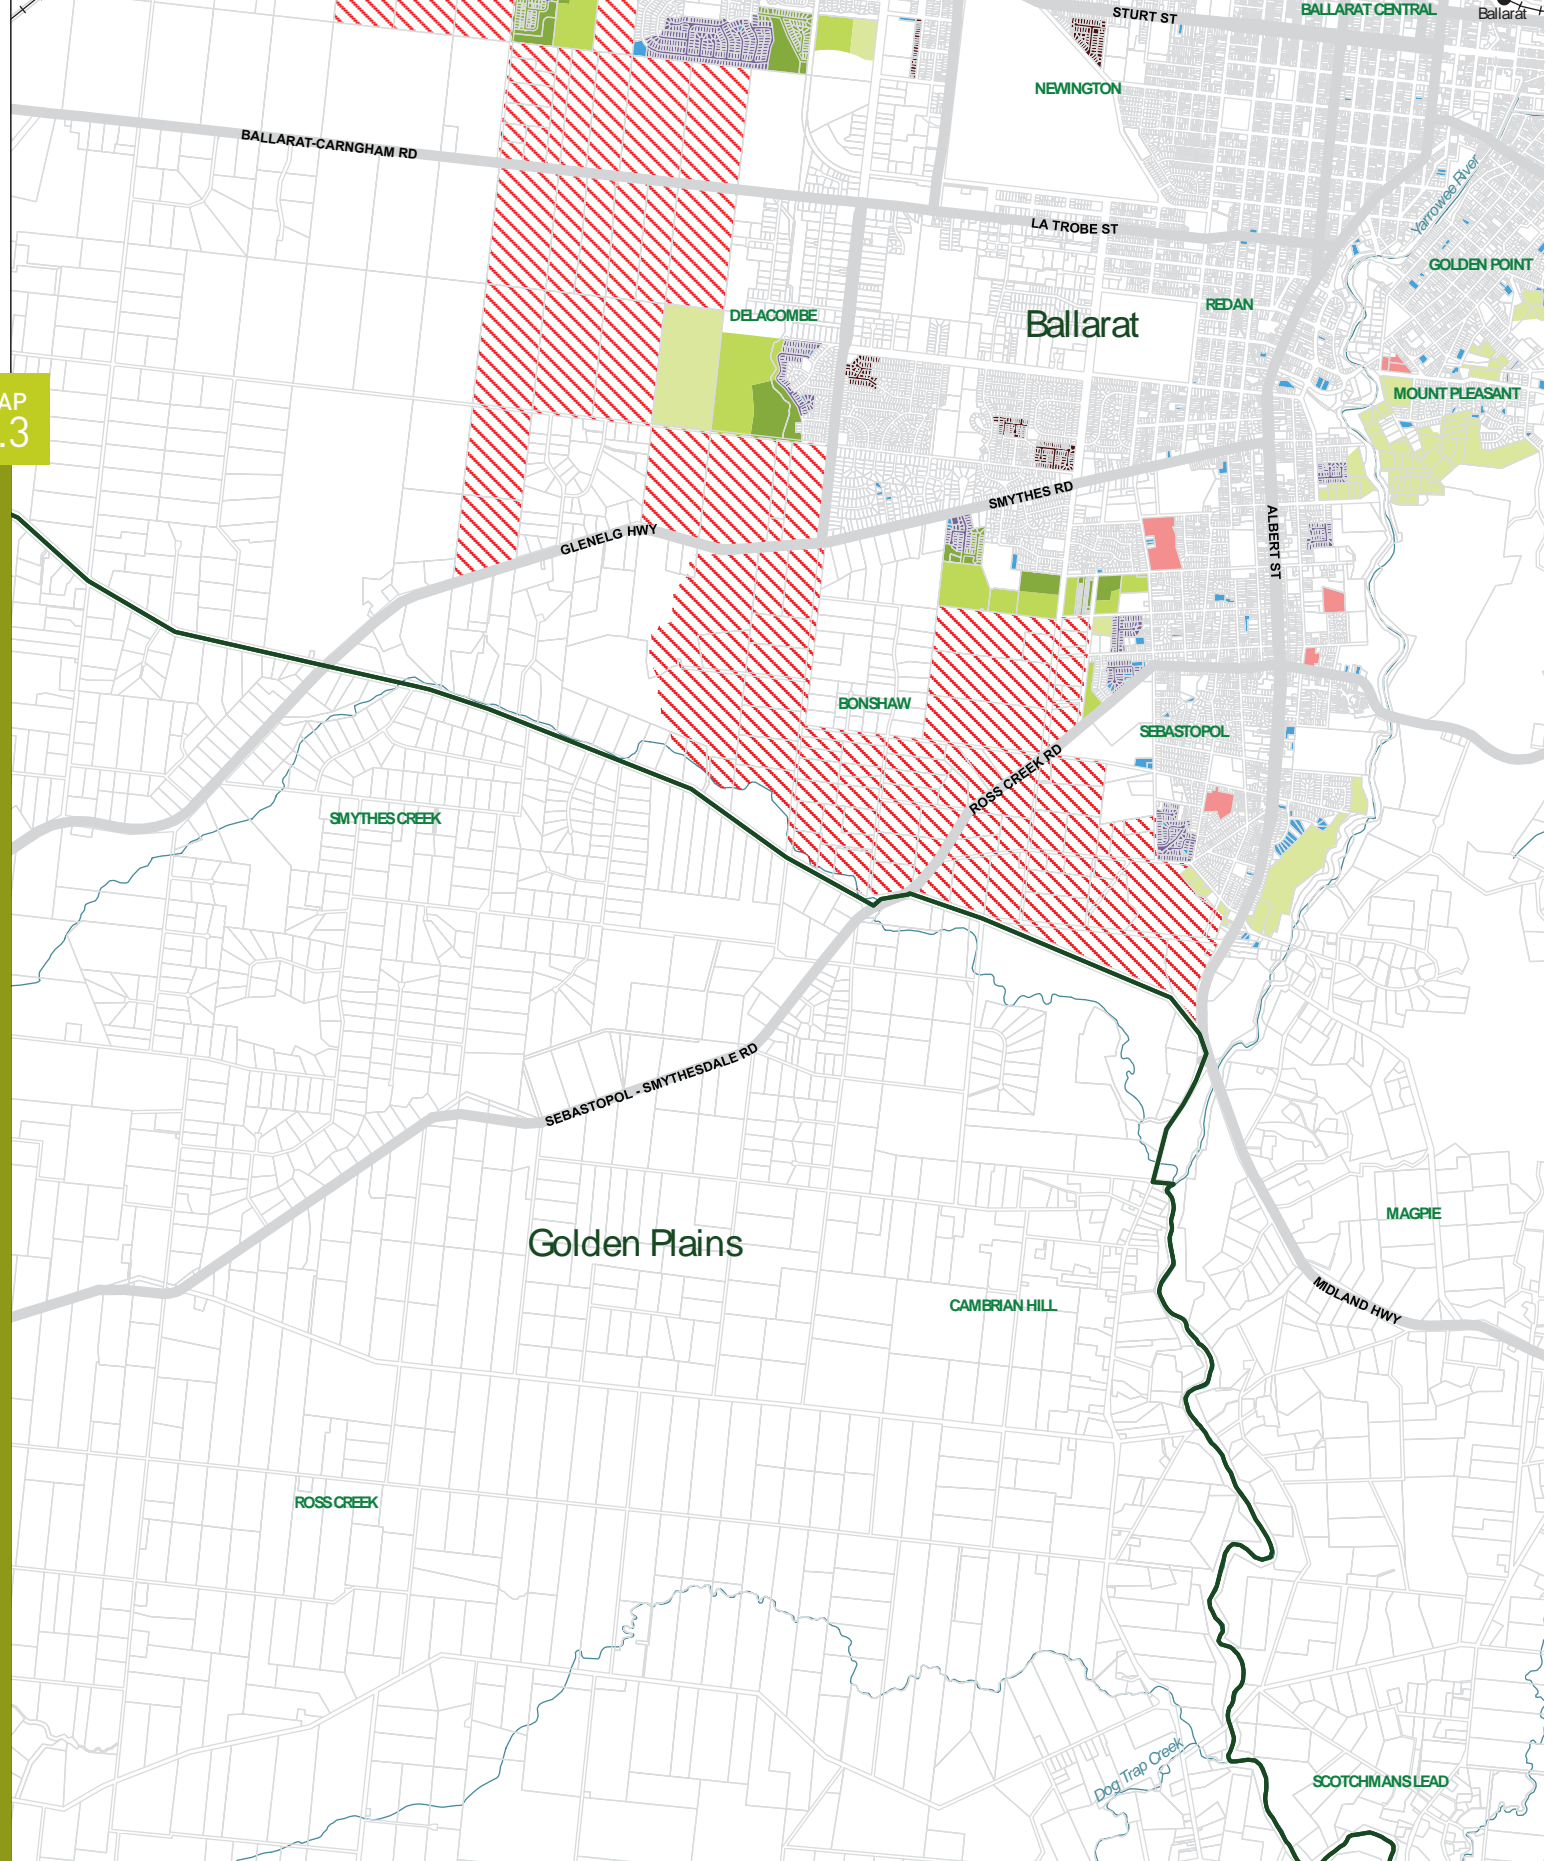 STURT ST
BALLARAT CENTRAL
Ballarat
NEWINGTON
BALLARAT-CARNGHAM RD
Yarrowee River
LA TROBE ST
GOLDEN POINT
REDAN
DELACOMBE
Ballarat
MOUNT PLEASANT
AP
.3
SMYTHES RD
GLENELG HWY
ALBERT ST
BONSHAW
SEBASTOPOL
ROSS CREEK RD
SMYTHES CREEK
SEBASTOPOL - SMYTHESDALE RD
MAGPIE
Golden Plains
CAMBRIAN HILL
MIDLAND HWY
ROSS CREEK
Dog Trap Creek
SCOTCHMANS LEAD